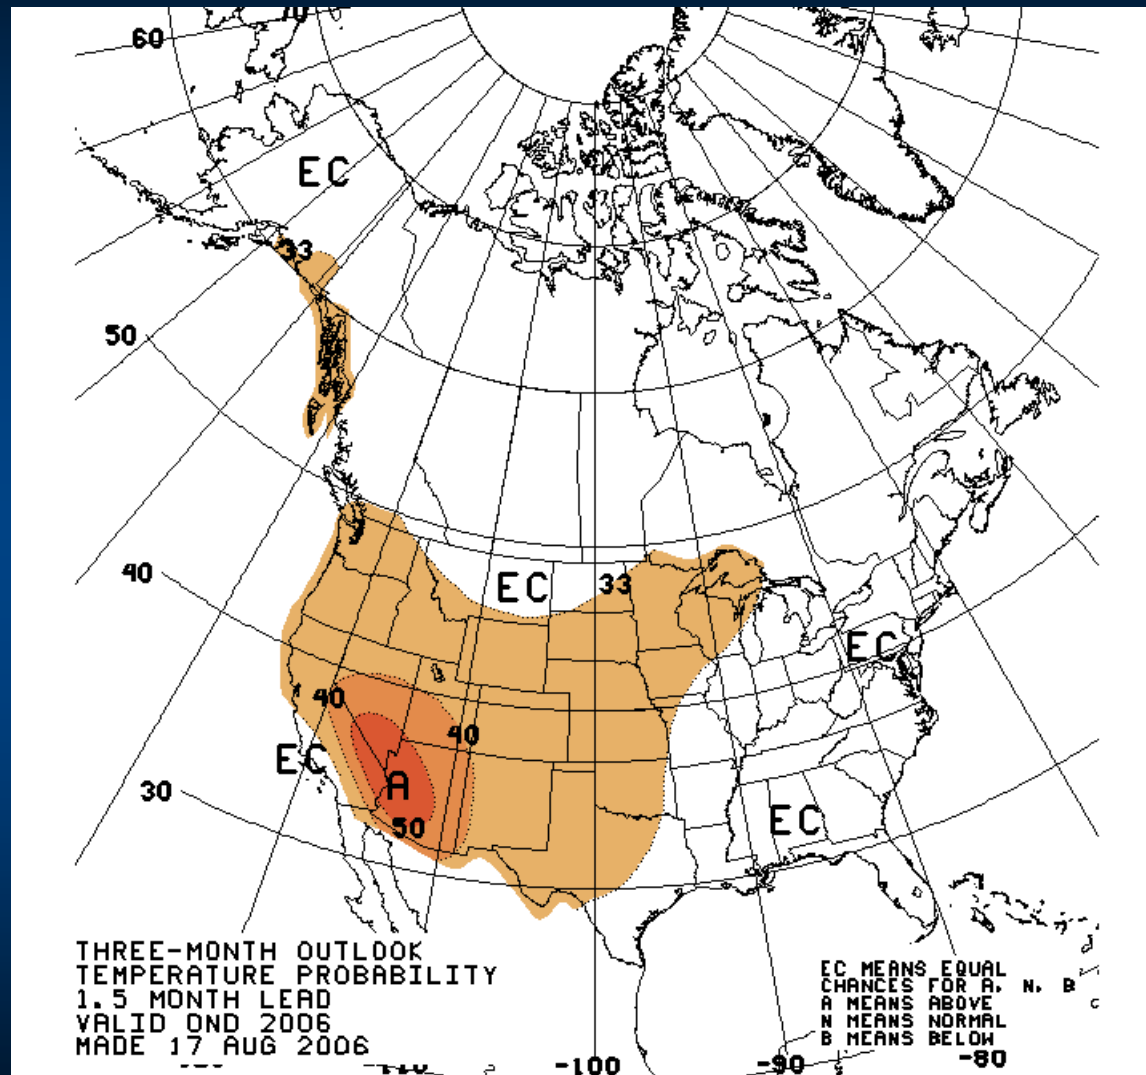 70
60
EC
33
50
40
EC
33
EC
40
40
EC
A
30
50
EC
THREE-MONTH OUTLOOK
TEMPERATURE PROBABILITY
1.5 MONTH LEAD
VALID OND 2006
MADE 17 AUG 2006
EC MEANS EQUAL
CHANCES FOR A, N, B
A MEANS ABOVE
N MEANS NORMAL
B MEANS BELOW
-100
-90
-80